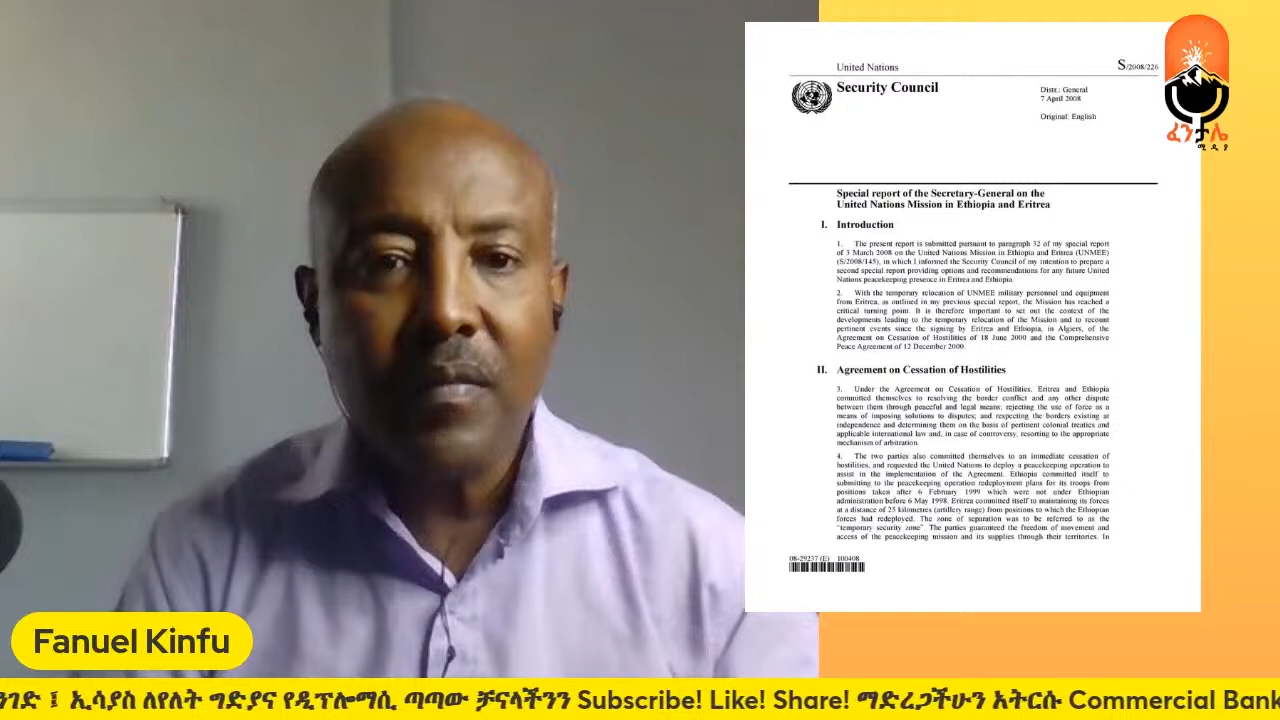 United Nations
S/2008/226
Security Council
Distr.: General
7 April 2008
Original: English
ፈንታሌ
ሚዲያ
Special report of the Secretary-General on the
United Nations Mission in Ethiopia and Eritrea
I. Introduction
1. The present report is submitted pursuant to paragraph 32 of my special report
of 3 March 2008 on the United Nations Mission in Ethiopia and Eritrea (UNMEE)
(S/2008/145), in which I informed the Security Council of my intention to prepare a
second special report providing options and recommendations for any future United
Nations peacekeeping presence in Eritrea and Ethiopia.
2. With the temporary relocation of UNMEE military personnel and equipment
from Eritrea, as outlined in my previous special report, the Mission has reached a
critical turning point. It is therefore important to set out the context of the
developments leading to the temporary relocation of the Mission and to recount
pertinent events since the signing by Eritrea and Ethiopia, in Algiers, of the
Agreement on Cessation of Hostilities of 18 June 2000 and the Comprehensive
Peace Agreement of 12 December 2000.
II. Agreement on Cessation of Hostilities
3. Under the Agreement on Cessation of Hostilities, Eritrea and Ethiopia
committed themselves to resolving the border conflict and any other dispute
between them through peaceful and legal means; rejecting the use of force as a
means of imposing solutions to disputes; and respecting the borders existing at
independence and determining them on the basis of pertinent colonial treaties and
applicable international law and, in case of controversy, resorting to the appropriate
mechanism of arbitration.
4. The two parties also committed themselves to an immediate cessation of
hostilities, and requested the United Nations to deploy a peacekeeping operation to
assist in the implementation of the Agreement. Ethiopia committed itself to
submitting to the peacekeeping operation redeployment plans for its troops from
positions taken after 6 February 1999 which were not under Ethiopian
administration before 6 May 1998. Eritrea committed itself to maintaining its forces
at a distance of 25 kilometres (artillery range) from positions to which the Ethiopian
forces had redeployed. The zone of separation was to be referred to as the
"temporary security zone". The parties guaranteed the freedom of movement and
access of the peacekeeping mission and its supplies through their territories. In
08-29237 (E) 100408
Fanuel Kinfu
ንገድ ፤ ኢሳያስ ለየለት ግድያና የዲፕሎማሲ ጣጣው ቻናላችንን Subscribe! Like! Share! ማድረጋችሁን አትርሱ Commercial Bank